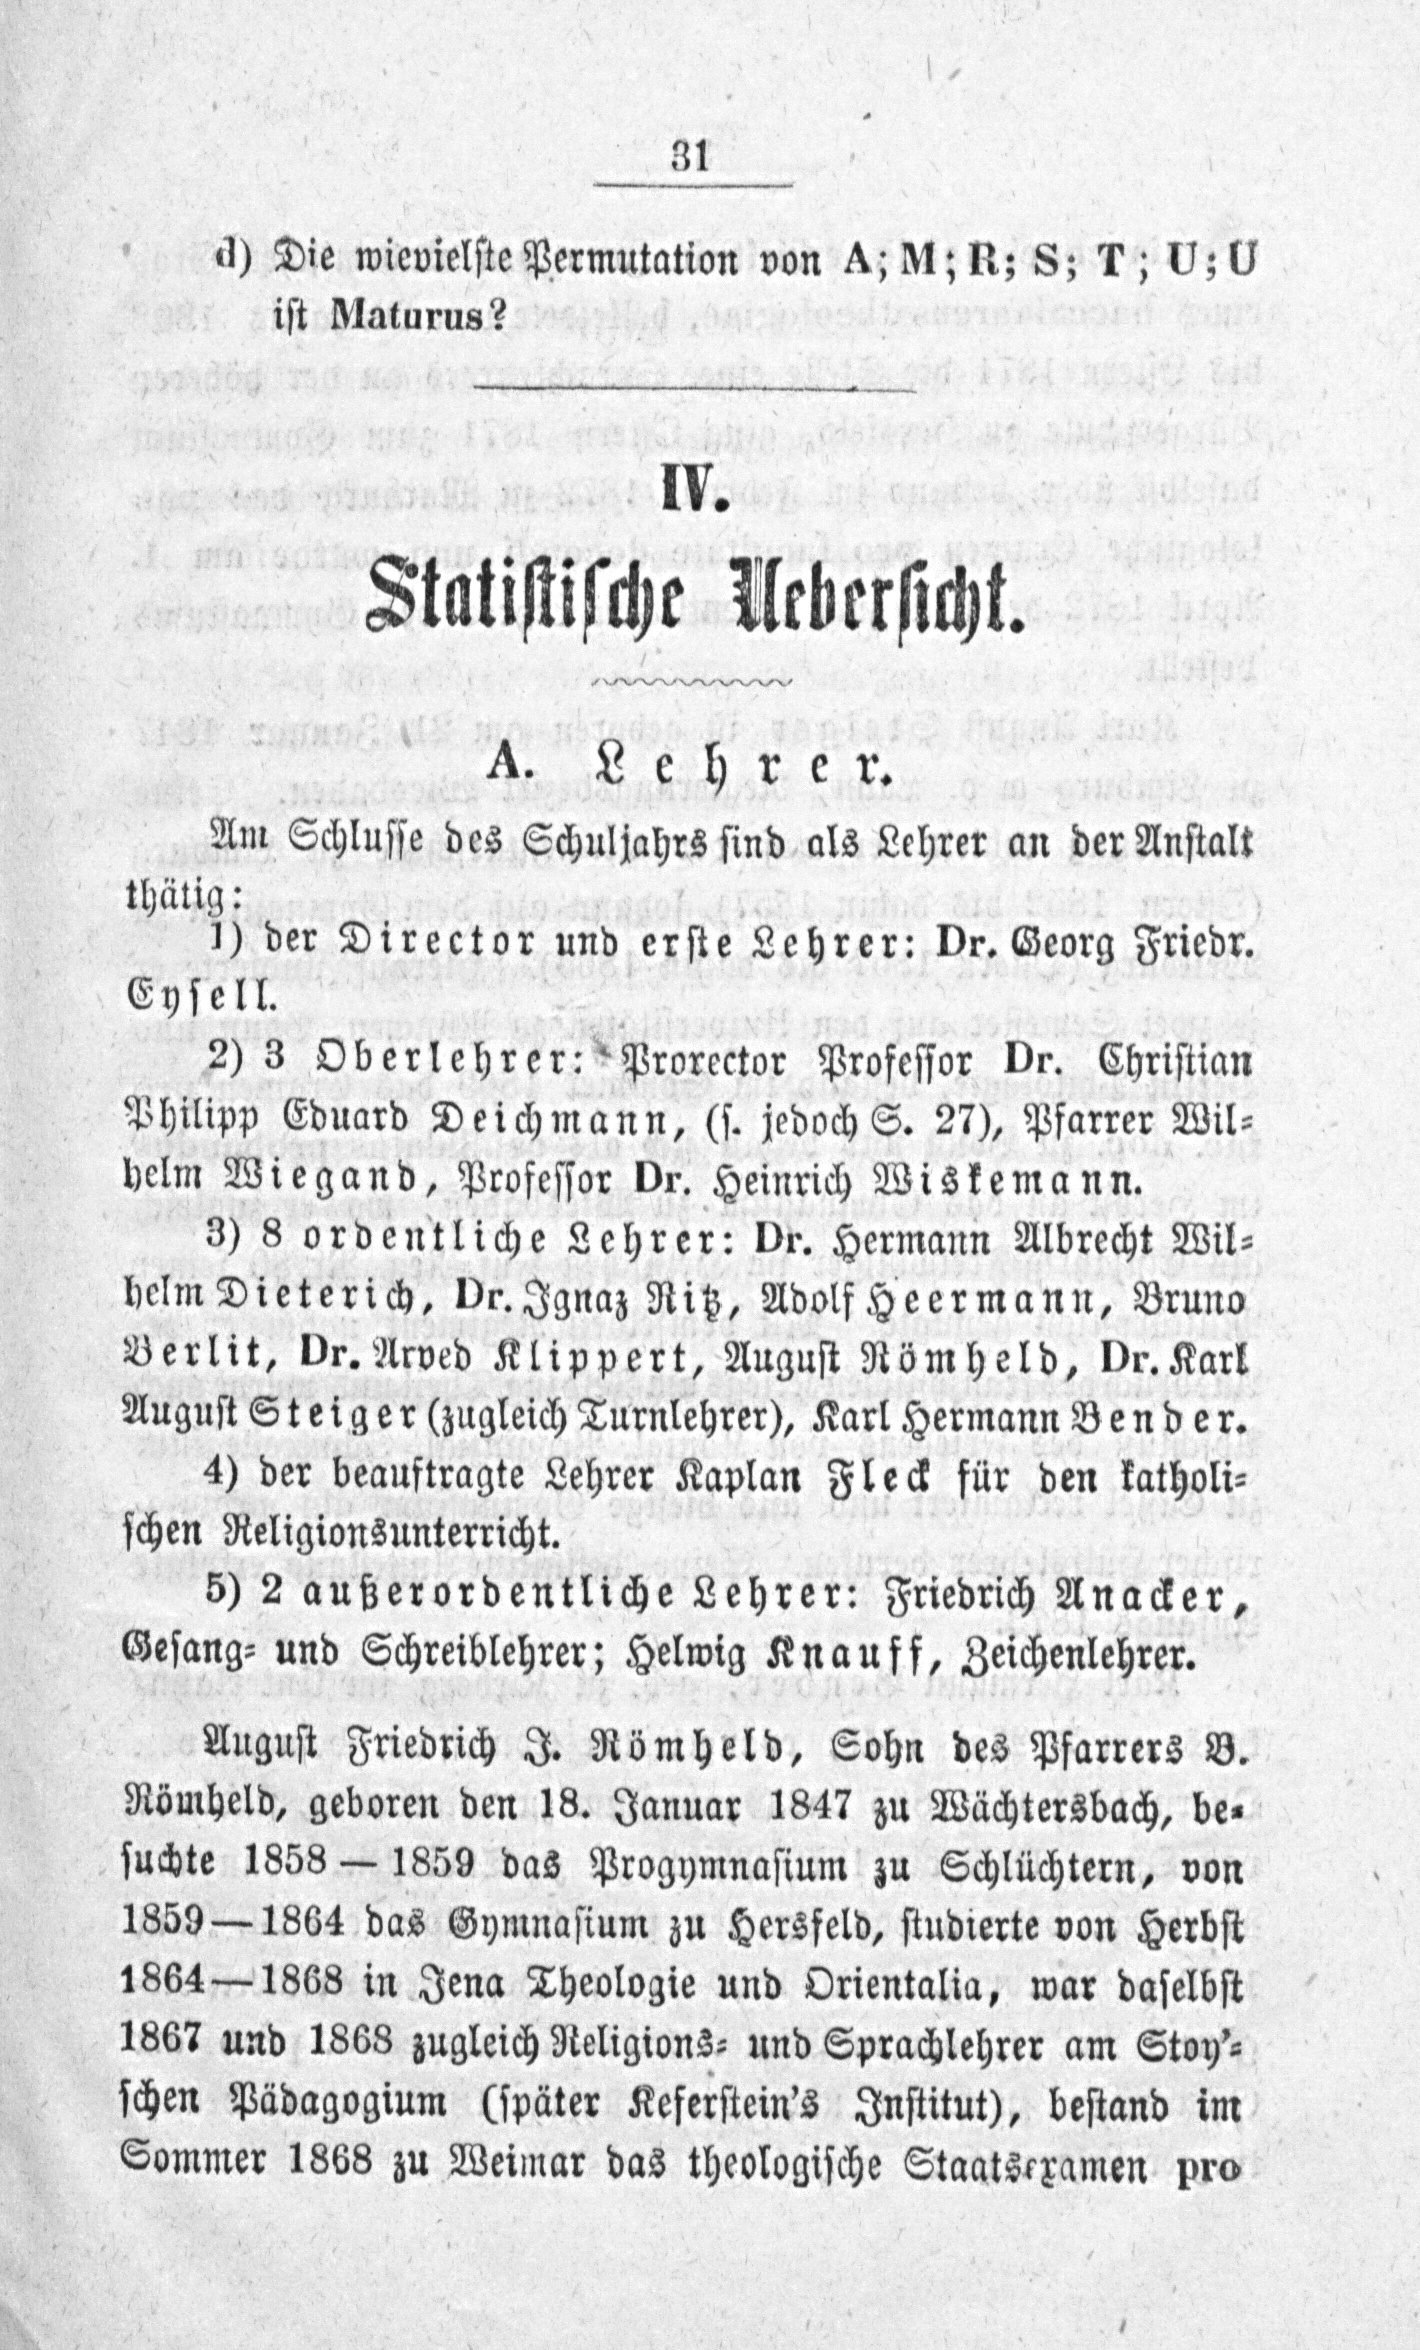 31
d) Die wievielste Permutation von A; M; R; S; T; U; U
ist Maturus?
IV.
Statistische Uebersicht.
A. Lehrer.
Am Schlusse des Schuljahrs sind als Lehrer an der Anstalt
thätig:
1) der Director und erste Lehrer: Dr. Georg Friedr.
Eysell.
2) 3 Oberlehrer: Prorector Professor Dr. Christian
Philipp Eduard Deichmann, (s. jedoch S. 27), Pfarrer Wil-
helm Wiegand, Professor Dr. Heinrich Wiskemann.
3) 8 ordentliche Lehrer: Dr. Hermann Albrecht Wil-
helm Dieterich, Dr. Ignaz Ritz, Adolf Heermann, Bruno
Berlit, Dr. Arved Klippert, August Römheld, Dr. Karl
August Steiger (zugleich Turnlehrer), Karl Hermann Bender.
4) der beauftragte Lehrer Kaplan Fleck für den katholi-
schen Religionsunterricht.
5) 2 außerordentliche Lehrer: Friedrich Anacker,
Gesang- und Schreiblehrer; Helwig Knauff, Zeichenlehrer.
August Friedrich J. Römheld, Sohn des Pfarrers B.
Römheld, geboren den 18. Januar 1847 zu Wächtersbach, be-
suchte 1858 — 1859 das Progymnasium zu Schlüchtern, von
1859—1864 das Gymnasium zu Hersfeld, studierte von Herbst
1864—1868 in Jena Theologie und Orientalia, war daselbst
1867 und 1868 zugleich Religions- und Sprachlehrer am Stoy'-
schen Pädagogium (später Keferstein's Institut), bestand im
Sommer 1868 zu Weimar das theologische Staatsexamen pro